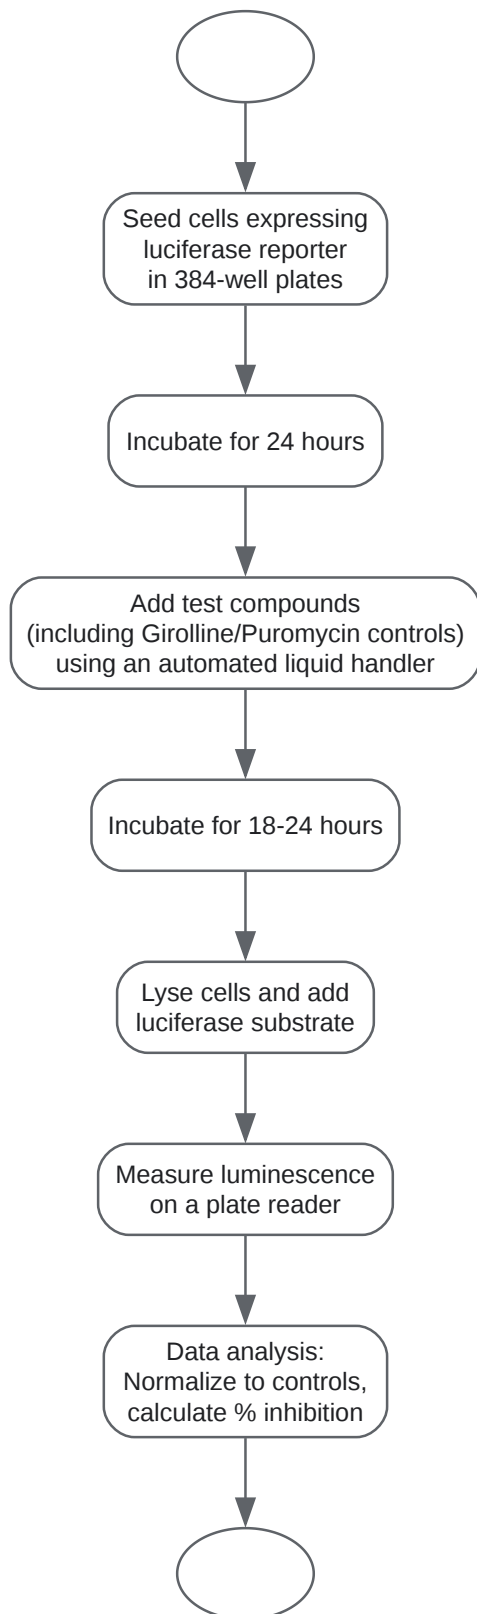 Seed cells expressing
luciferase reporter
in 384-well plates
Incubate for 24 hours
Add test compounds
(including Girolline/Puromycin controls)
using an automated liquid handler
Incubate for 18-24 hours
Lyse cells and add
luciferase substrate
Measure luminescence
on a plate reader
Data analysis:
Normalize to controls,
calculate % inhibition